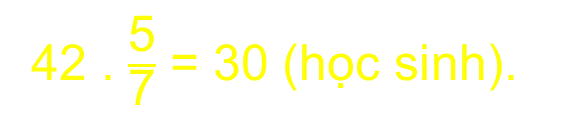 42 . 5/7 = 30 (học sinh).